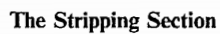 The Stripping Section